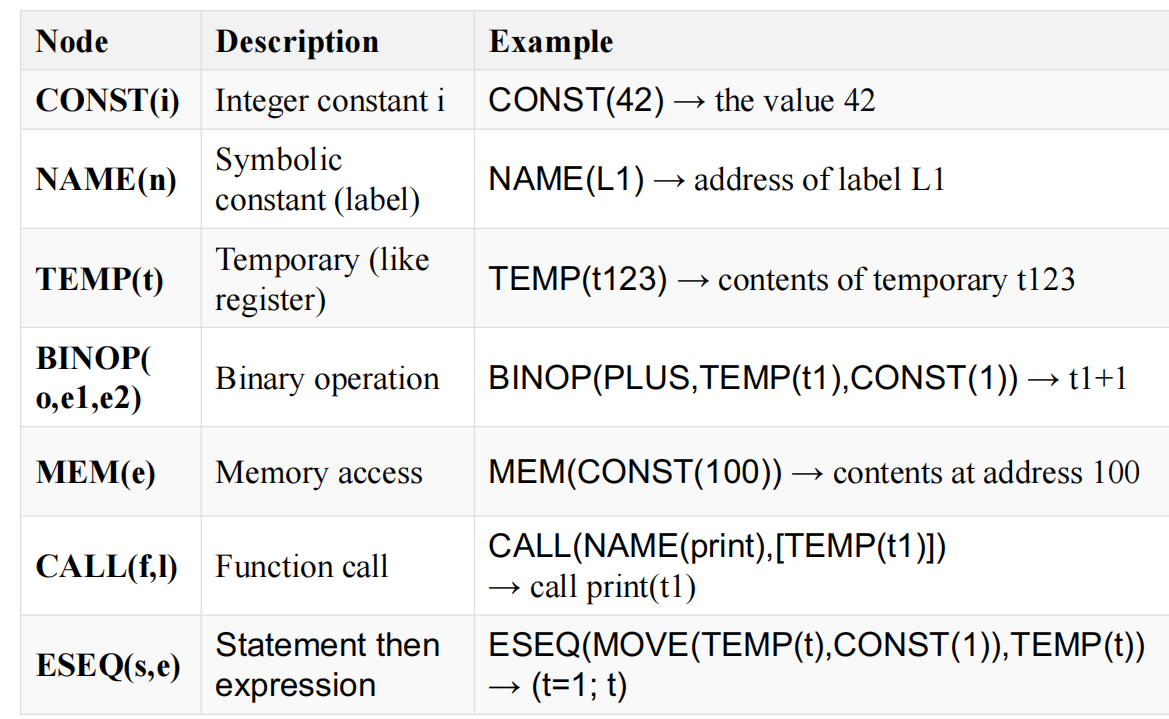 Node Description Example
CONST(i) Integer constant i CONST(42) → the value 42
NAME(n) Symbolic constant (label) NAME(L1) → address of label L1
TEMP(t) Temporary (like register) TEMP(t123) → contents of temporary t123
BINOP( o,e1,e2) Binary operation BINOP(PLUS,TEMP(t1),CONST(1)) → t1+1
MEM(e) Memory access MEM(CONST(100)) → contents at address 100
CALL(f,l) Function call CALL(NAME(print),[TEMP(t1)]) → call print(t1)
ESEQ(s,e) Statement then expression ESEQ(MOVE(TEMP(t),CONST(1)),TEMP(t)) → (t=1; t)